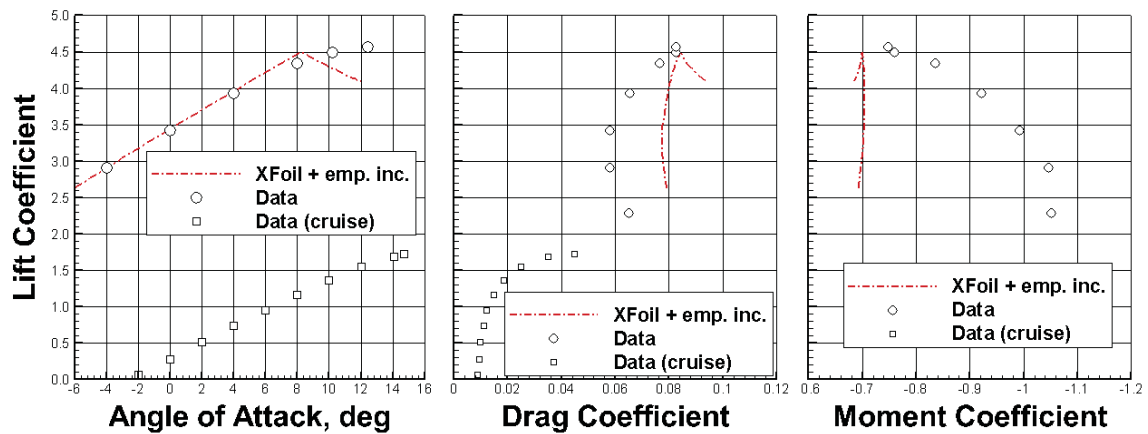 5.0
4.5
4.0
3.5
3.0
2.5
2.0
1.5
1.0
0.5
0.0
Lift Coefficient
XFoil + emp. inc.
Data
Data (cruise)
-6 -4 -2 0 2 4 6 8 10 12 14 16
Angle of Attack, deg
XFoil + emp. inc.
Data
Data (cruise)
0 0.02 0.04 0.06 0.08 0.1 0.12
Drag Coefficient
XFoil + emp. inc.
Data
Data (cruise)
0.6 -0.7 -0.8 -0.9 -1 -1.1 -1.2
Moment Coefficient